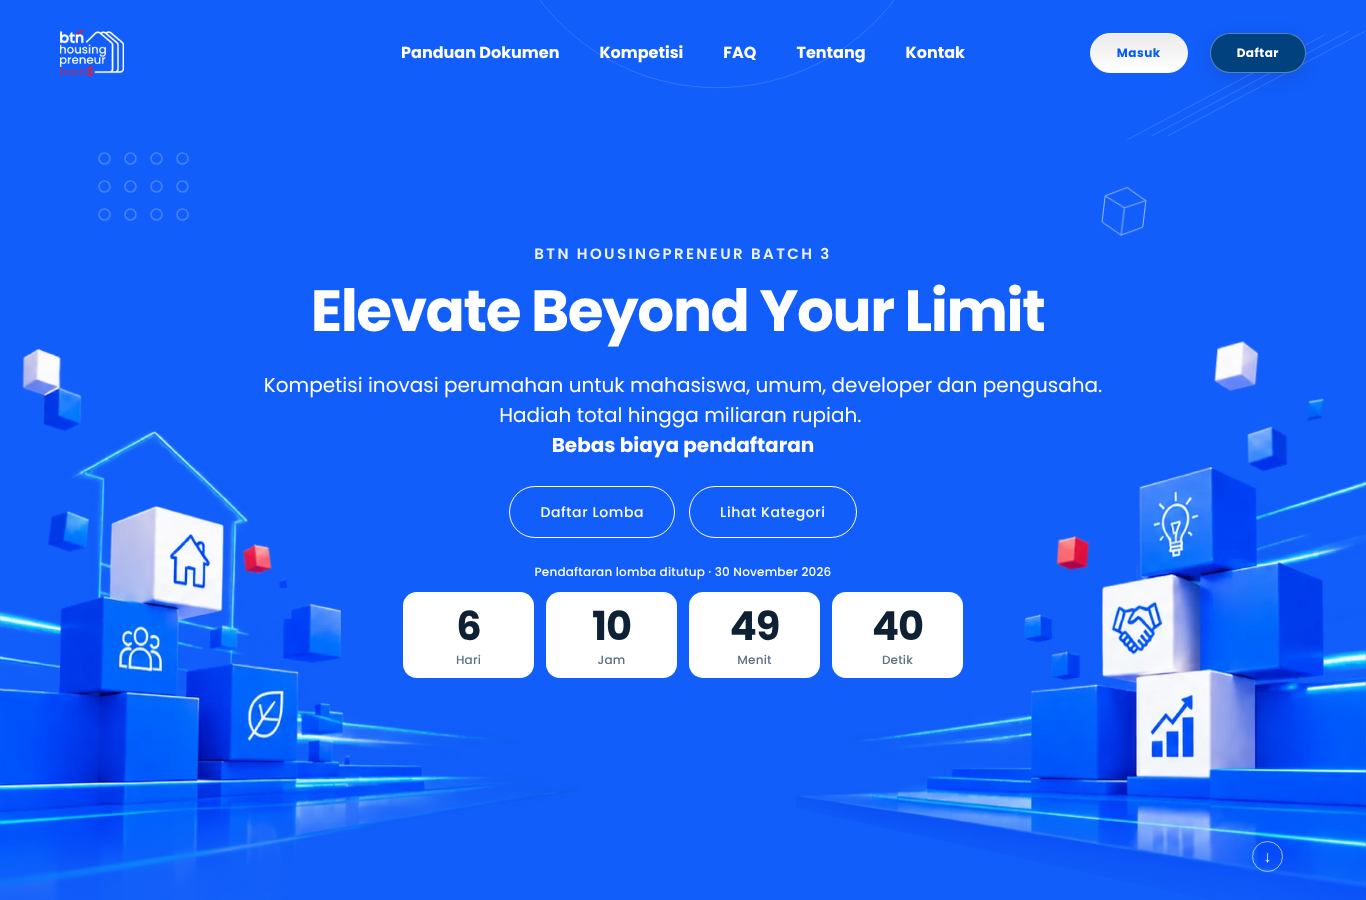 btn
housing
preneur
Panduan Dokumen
Kompetisi
FAQ
Tentang
Kontak
Masuk
Daftar
BTN HOUSINGPRENEUR BATCH 3
Elevate Beyond Your Limit
Kompetisi inovasi perumahan untuk mahasiswa, umum, developer dan pengusaha.
Hadiah total hingga miliaran rupiah.
Bebas biaya pendaftaran
Daftar Lomba
Lihat Kategori
Pendaftaran lomba ditutup · 30 November 2026
6
Hari
10
Jam
49
Menit
40
Detik
↓